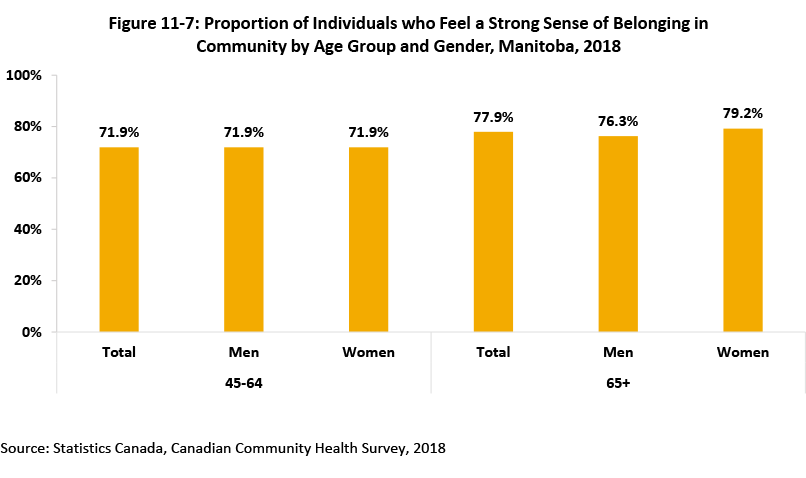 Figure 11-7: Proportion of Individuals who Feel a Strong Sense of Belonging in
Community by Age Group and Gender, Manitoba, 2018
100%
80%
60%
40%
20%
0%
71.9% 71.9% 71.9% 77.9% 76.3% 79.2%
Total Men Women Total Men Women
45-64 65+
Source: Statistics Canada, Canadian Community Health Survey, 2018